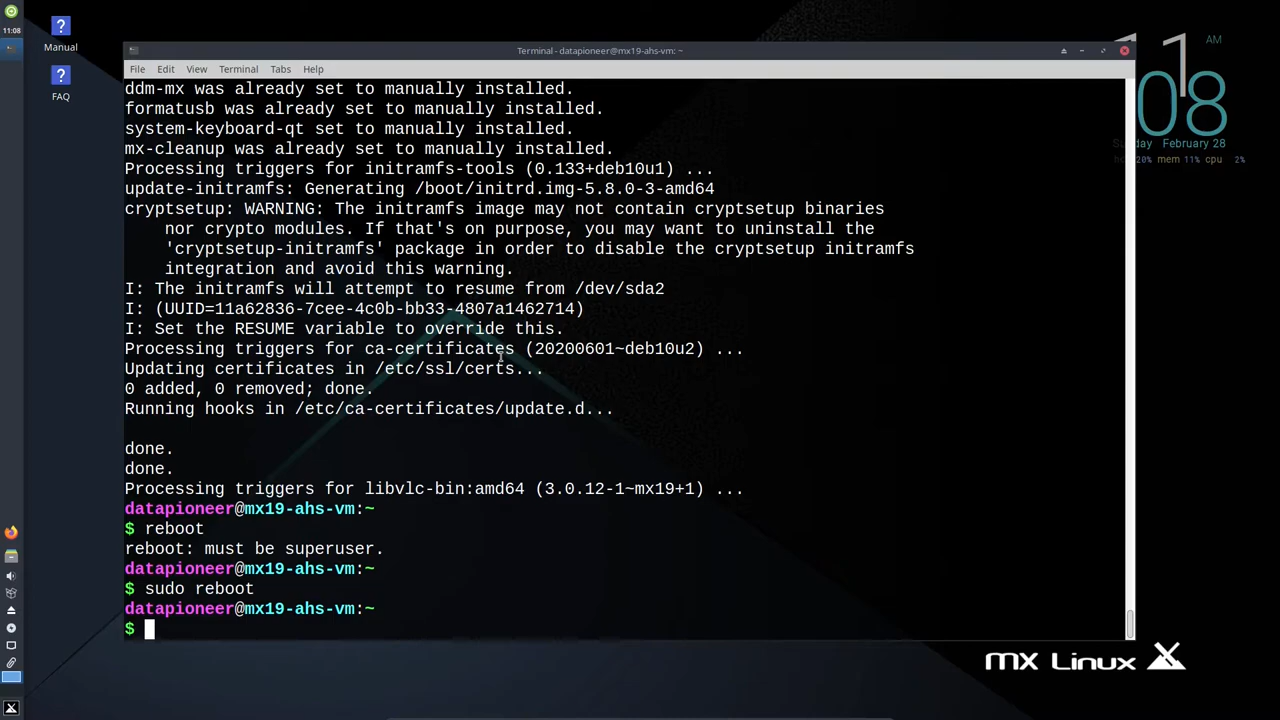 11:08
Manual
FAQ
Terminal - datapioneer@mx19-ahs-vm: ~
File Edit View Terminal Tabs Help
ddm-mx was already set to manually installed.
formatusb was already set to manually installed.
system-keyboard-qt set to manually installed.
mx-cleanup was already set to manually installed.
Processing triggers for initramfs-tools (0.133+deb10u1) ...
update-initramfs: Generating /boot/initrd.img-5.8.0-3-amd64
cryptsetup: WARNING: The initramfs image may not contain cryptsetup binaries
nor crypto modules. If that's on purpose, you may want to uninstall the
'cryptsetup-initramfs' package in order to disable the cryptsetup initramfs
integration and avoid this warning.
I: The initramfs will attempt to resume from /dev/sda2
I: (UUID=11a62836-7cee-4c0b-bb33-4807a1462714)
I: Set the RESUME variable to override this.
Processing triggers for ca-certificates (20200601~deb10u2) ...
Updating certificates in /etc/ssl/certs...
0 added, 0 removed; done.
Running hooks in /etc/ca-certificates/update.d...
done.
done.
Processing triggers for libvlc-bin:amd64 (3.0.12-1~mx19+1) ...
datapioneer@mx19-ahs-vm:~
$ reboot
reboot: must be superuser.
datapioneer@mx19-ahs-vm:~
$ sudo reboot
datapioneer@mx19-ahs-vm:~
$
11 AM
08
February 28
20% mem 11% cpu 2%
MX Linux